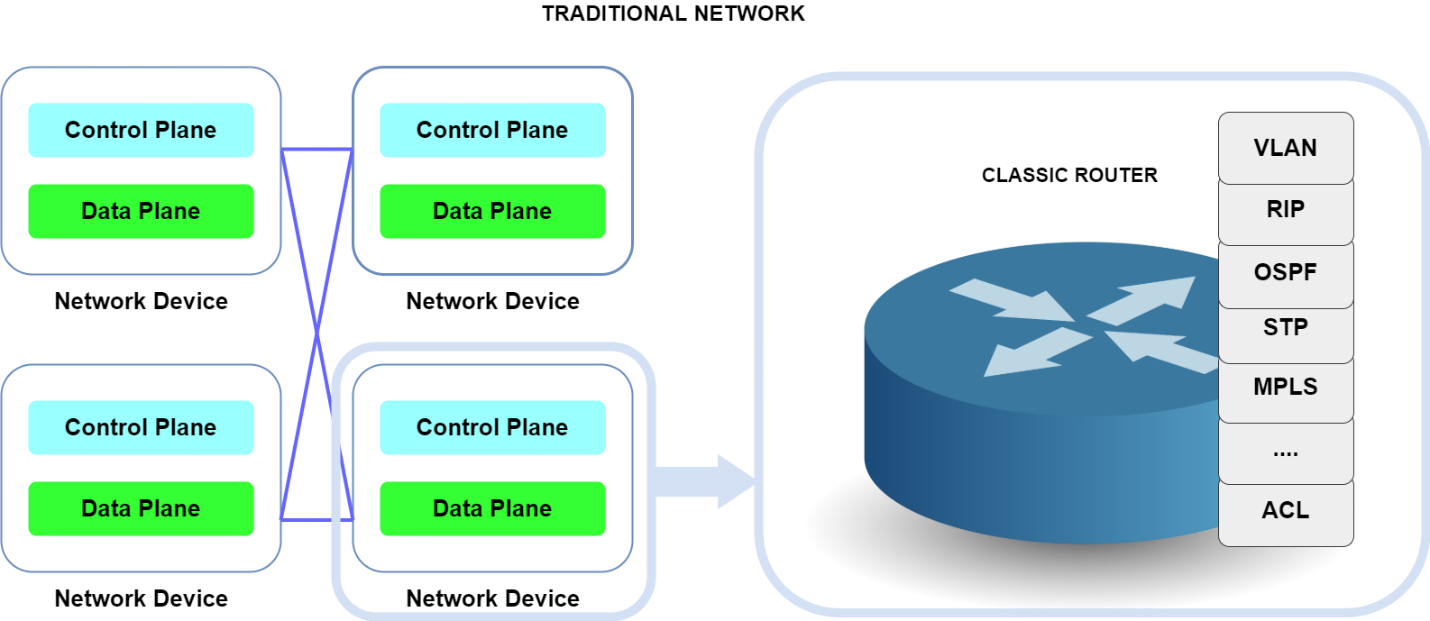 TRADITIONAL NETWORK
Control Plane
Data Plane
Network Device
Control Plane
Data Plane
Network Device
Control Plane
Data Plane
Network Device
Control Plane
Data Plane
Network Device
CLASSIC ROUTER
VLAN
RIP
OSPF
STP
MPLS
....
ACL